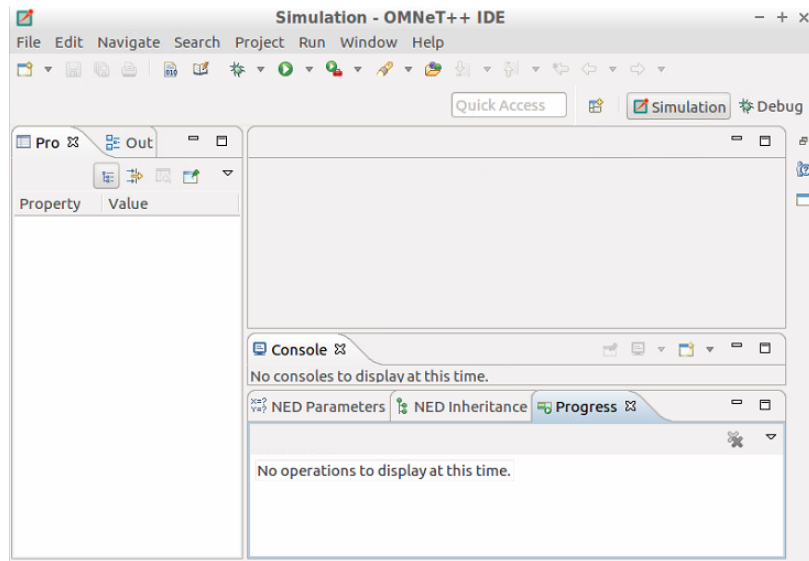 Simulation - OMNeT++ IDE
File Edit Navigate Search Project Run Window Help
Quick Access Simulation Debug
Pro Out
Property Value
Console
No consoles to display at this time.
NED Parameters NED Inheritance Progress
No operations to display at this time.